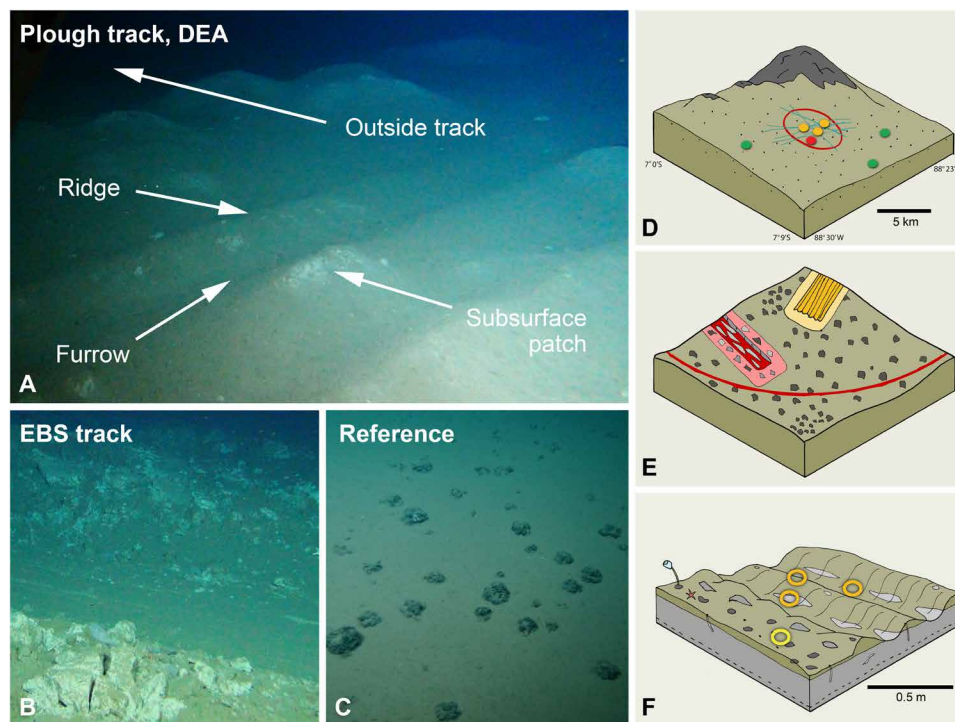 Plough track, DEA
Outside track
Ridge
Subsurface
patch
Furrow
A
EBS track
B
Reference
C
7° 0'S
88° 23'
5 km
7° 9'S
88° 30'W
D
E
0.5 m
F